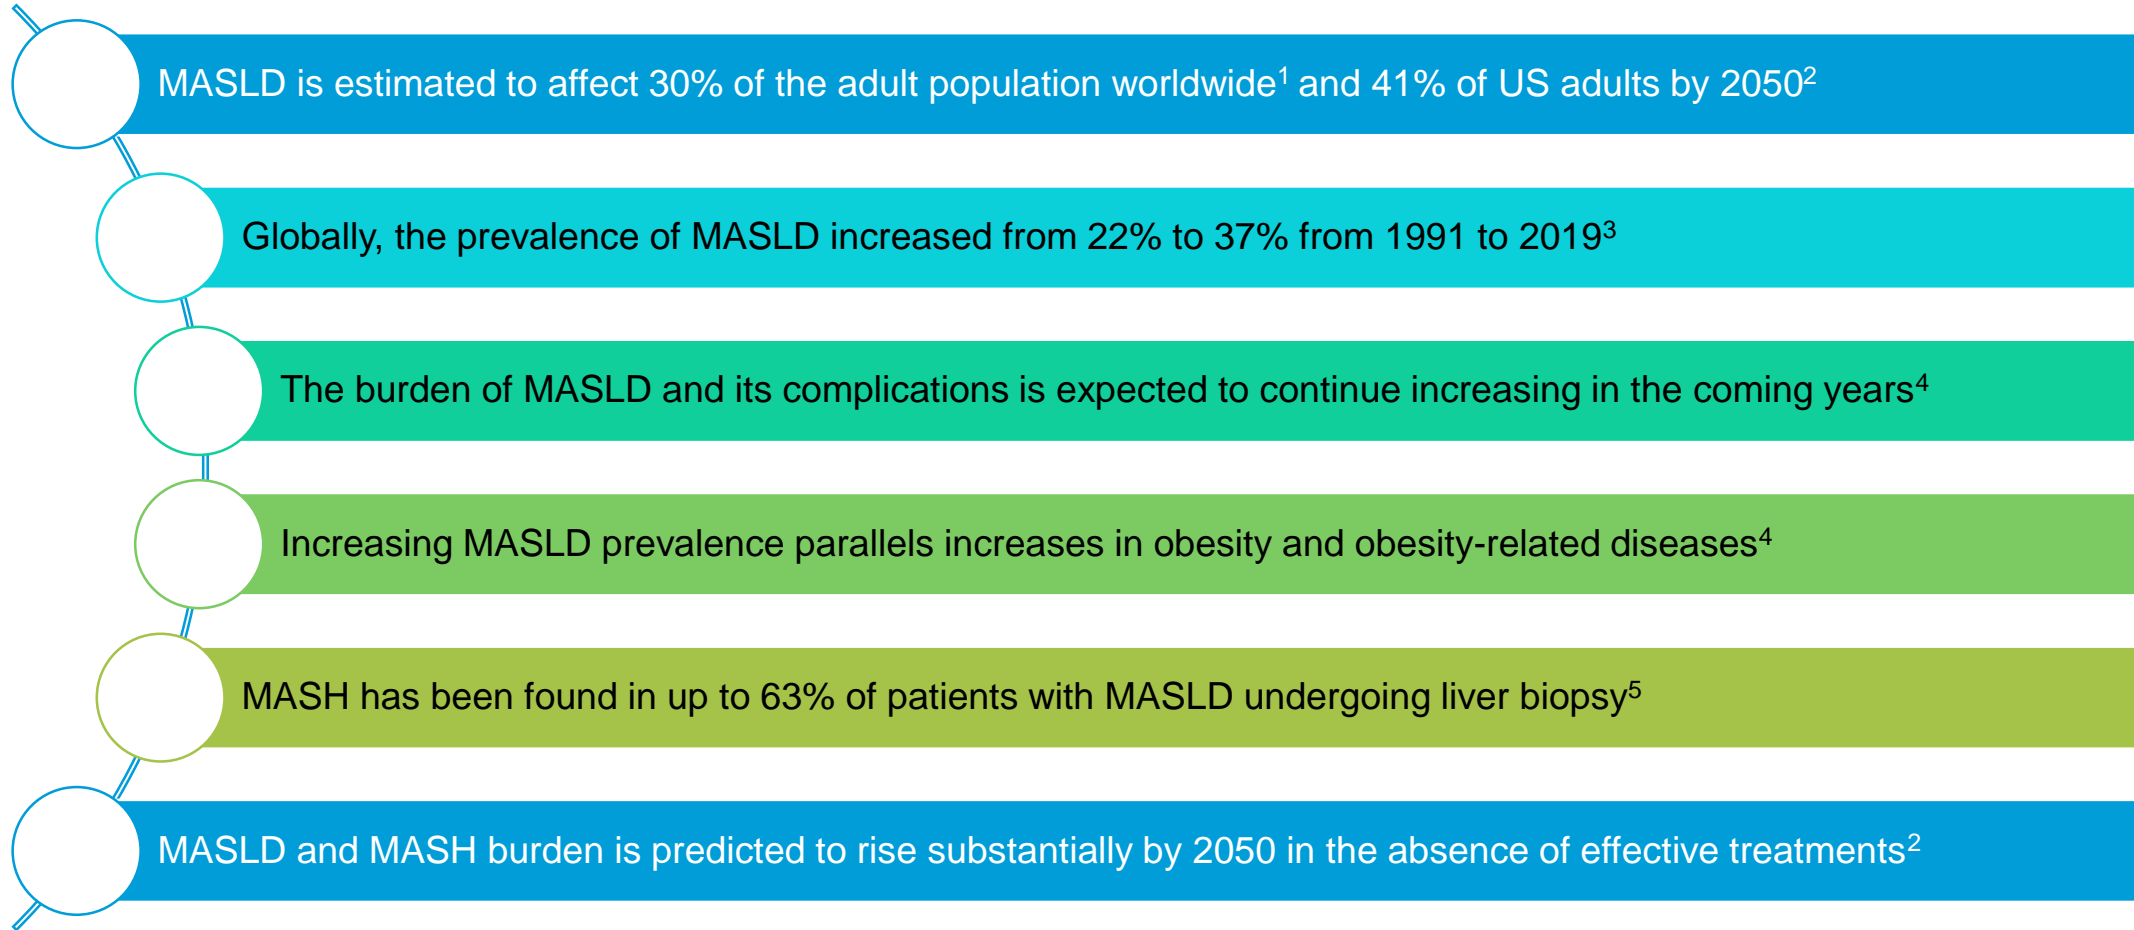 MASLD is estimated to affect 30% of the adult population worldwide¹ and 41% of US adults by 2050²
Globally, the prevalence of MASLD increased from 22% to 37% from 1991 to 2019³
The burden of MASLD and its complications is expected to continue increasing in the coming years⁴
Increasing MASLD prevalence parallels increases in obesity and obesity-related diseases⁴
MASH has been found in up to 63% of patients with MASLD undergoing liver biopsy⁵
MASLD and MASH burden is predicted to rise substantially by 2050 in the absence of effective treatments²